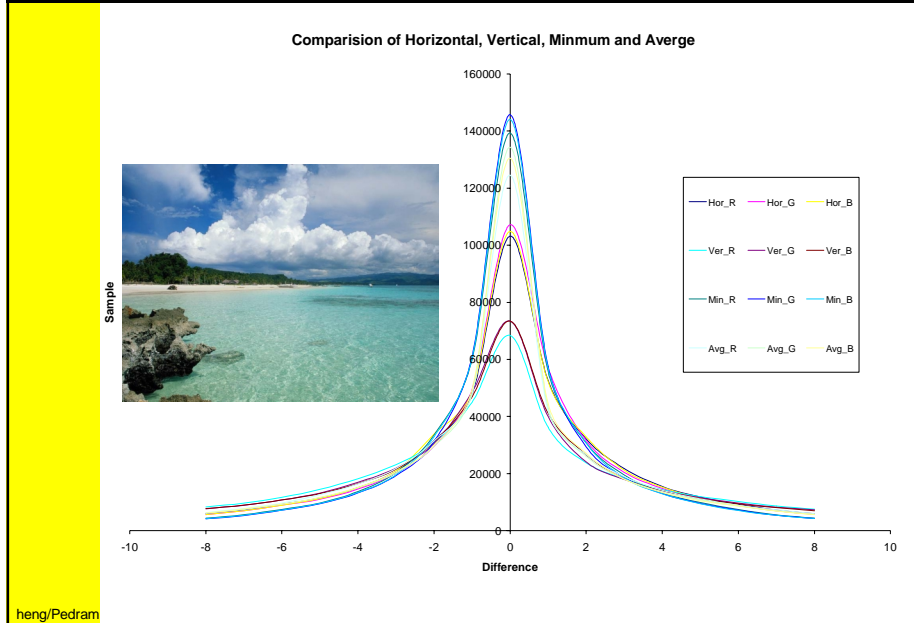 Comparision of Horizontal, Vertical, Minmum and Averge
160000
140000
120000
100000
80000
60000
40000
20000
0
-10 -8 -6 -4 -2 0 2 4 6 8 10
Sample
Difference
Hor_R Hor_G Hor_B
Ver_R Ver_G Ver_B
Min_R Min_G Min_B
Avg_R Avg_G Avg_B
heng/Pedram